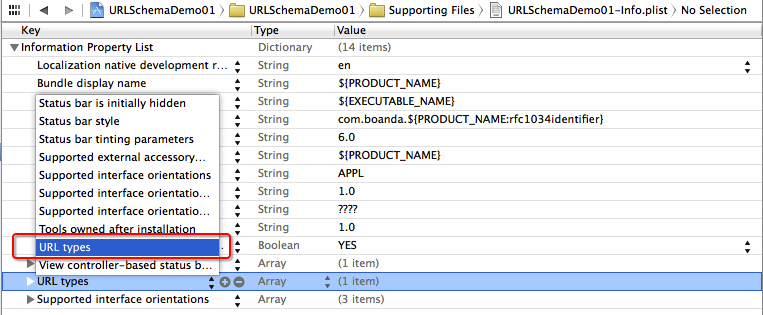 URLSchemaDemo01 URLSchemaDemo01 Supporting Files URLSchemaDemo01-Info.plist No Selection
Key Type Value
Information Property List Dictionary (14 items)
Localization native development r... String en
Bundle display name String ${PRODUCT_NAME}
Status bar is initially hidden String ${EXECUTABLE_NAME}
Status bar style String com.boanda.${PRODUCT_NAME:rfc1034identifier}
Status bar tinting parameters String 6.0
Supported external accessory... String ${PRODUCT_NAME}
Supported interface orientations String APPL
Supported interface orientatio... String 1.0
Supported interface orientatio... String ????
Tools owned after installation String 1.0
URL types Boolean YES
View controller-based status b... Array (1 item)
URL types Array (1 item)
Supported interface orientations Array (3 items)